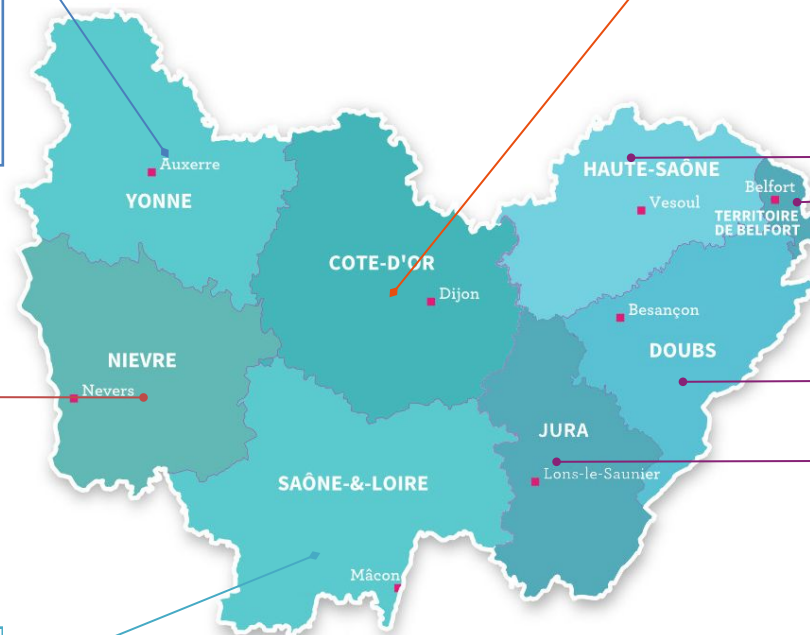 Auxerre
YONNE
HAUTE-SAÔNE
Belfort
Vesoul
TERRITOIRE
DE BELFORT
COTE-D'OR
Dijon
Besançon
DOUBS
NIEVRE
Nevers
JURA
Lons-le-Saunier
SAÔNE-&-LOIRE
Mâcon